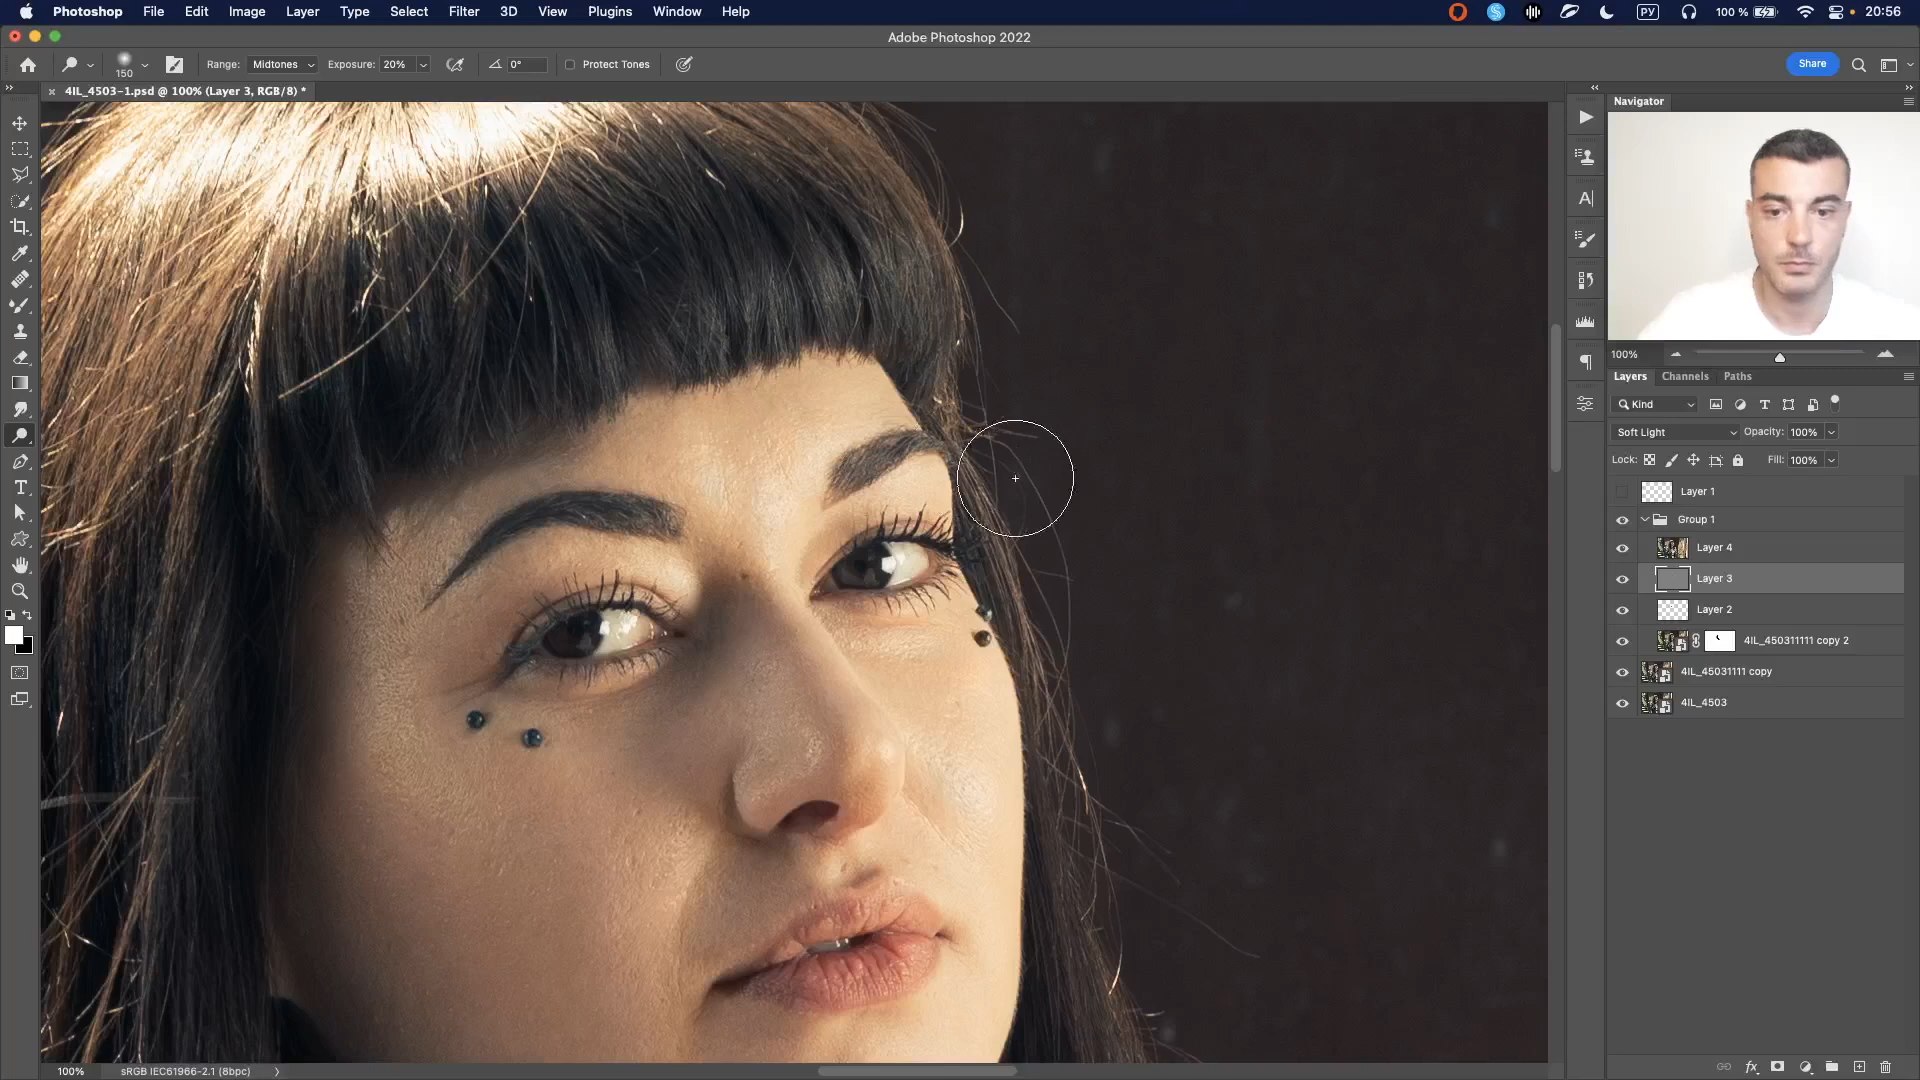 Photoshop File Edit Image Layer Type Select Filter 3D View Plugins Window Help РУ 100 % 20:56
Adobe Photoshop 2022
150 Range: Midtones Exposure: 20% 0° Protect Tones Share
4IL_4503-1.psd @ 100% (Layer 3, RGB/8) *
Navigator
100%
Layers Channels Paths
Kind
Soft Light Opacity: 100%
Lock: Fill: 100%
Layer 1
Group 1
Layer 4
Layer 3
Layer 2
4IL_450311111 copy 2
4IL_45031111 copy
4IL_4503
100% sRGB IEC61966-2.1 (8bpc)